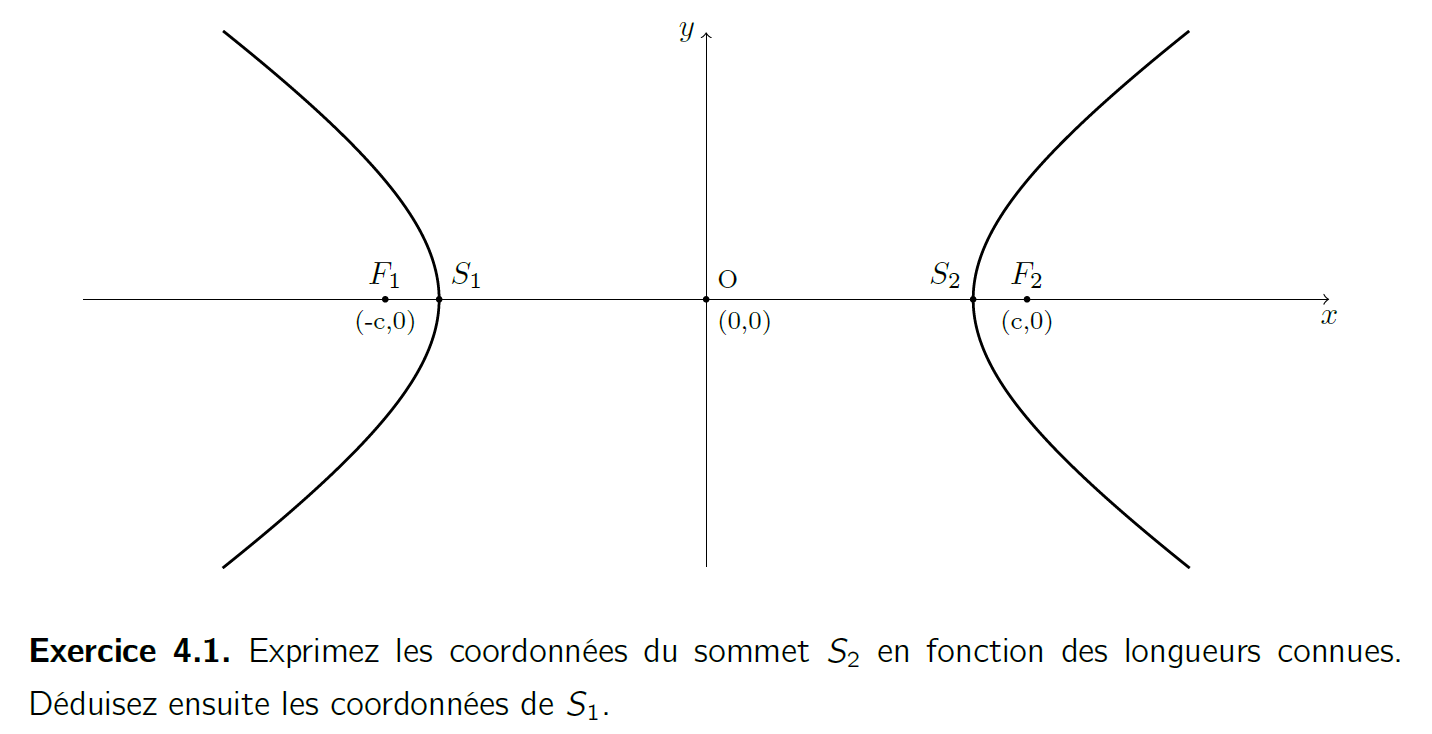 y
F₁ S₁ O S₂ F₂
(-c,0) (0,0) (c,0) x
Exercice 4.1. Exprimez les coordonnées du sommet S₂ en fonction des longueurs connues.
Déduisez ensuite les coordonnées de S₁.